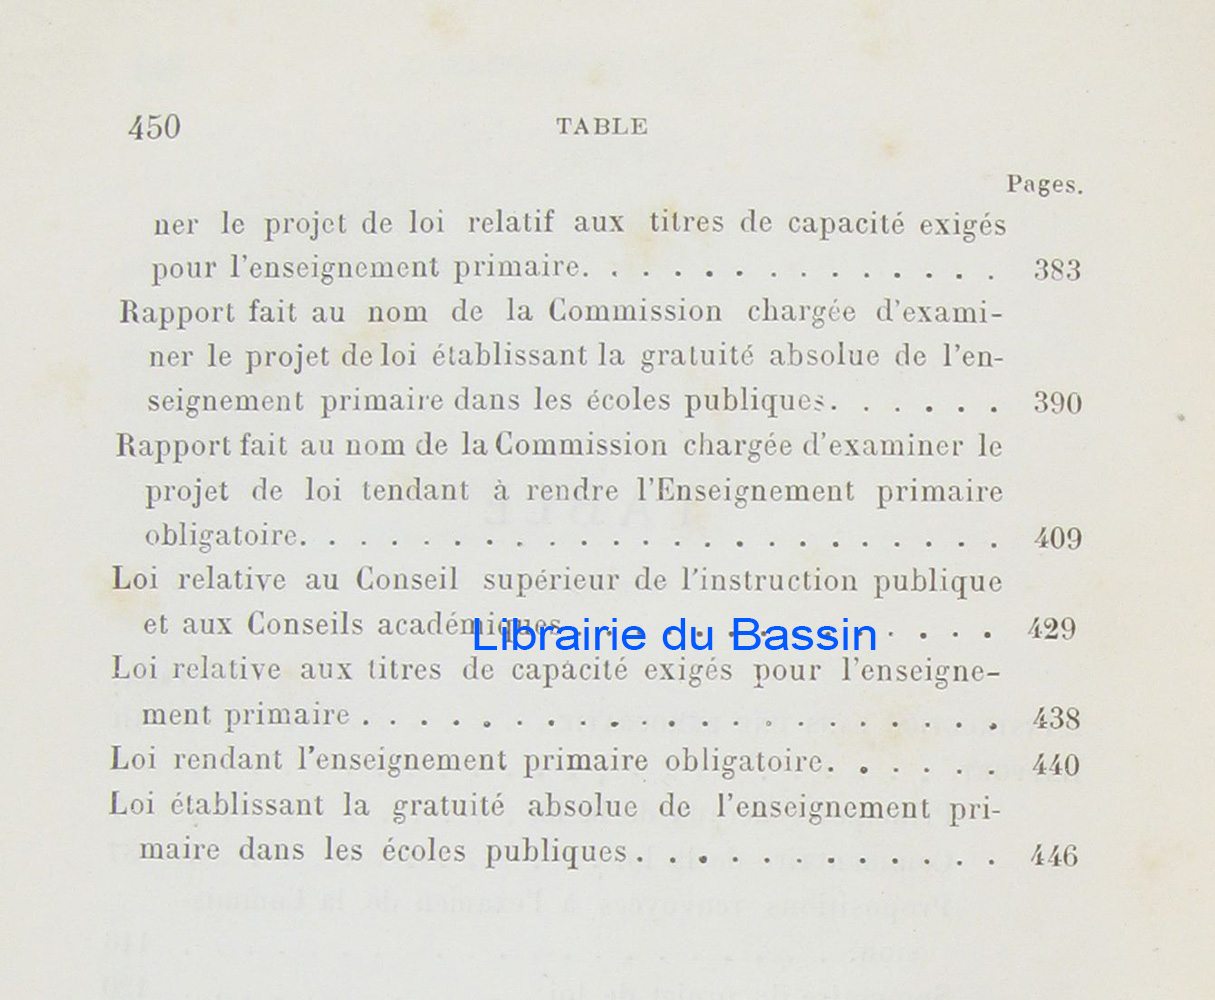 450 TABLE
Pages.
ner le projet de loi relatif aux titres de capacité exigés
pour l'enseignement primaire. . . . . . . . . . . . . . 383
Rapport fait au nom de la Commission chargée d'exami-
ner le projet de loi établissant la gratuité absolue de l'en-
seignement primaire dans les écoles publiques. . . . . . 390
Rapport fait au nom de la Commission chargée d'examiner le
projet de loi tendant à rendre l'Enseignement primaire
obligatoire. . . . . . . . . . . . . . . . . . . . . . . 409
Loi relative au Conseil supérieur de l'instruction publique
et aux Conseils académiques. . . . . . . . . . . . . . . 429
Librairie du Bassin
Loi relative aux titres de capacité exigés pour l'enseigne-
ment primaire . . . . . . . . . . . . . . . . . . . . . 438
Loi rendant l'enseignement primaire obligatoire. . . . . . 440
Loi établissant la gratuité absolue de l'enseignement pri-
maire dans les écoles publiques . . . . . . . . . . . . 446